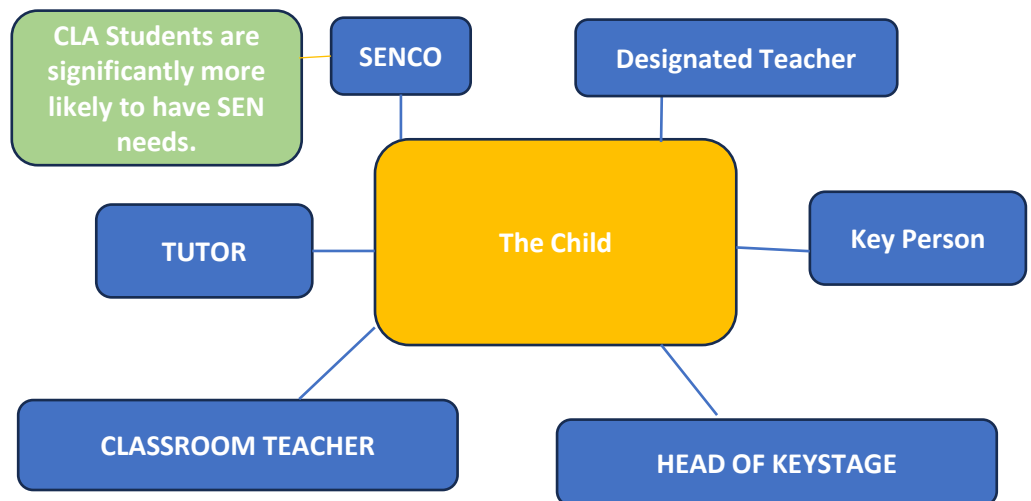 CLA Students are
significantly more
likely to have SEN
needs.
SENCO
Designated Teacher
The Child
TUTOR
Key Person
CLASSROOM TEACHER
HEAD OF KEYSTAGE